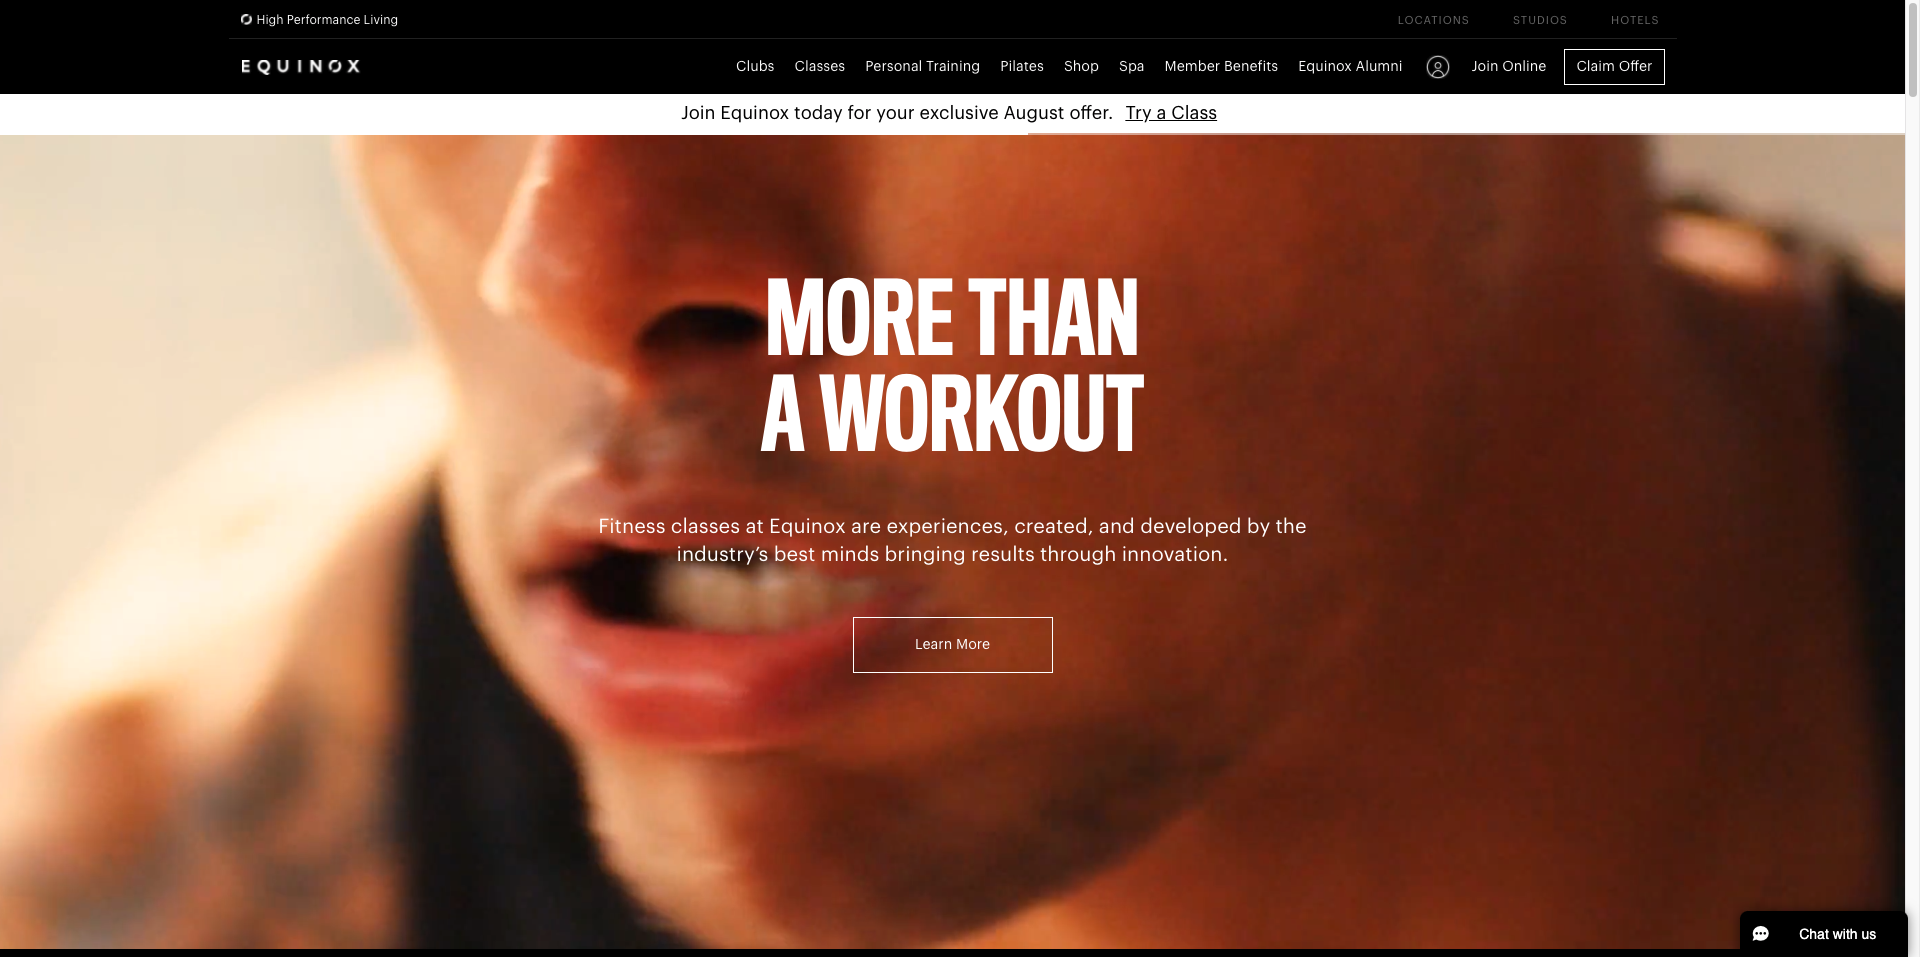 High Performance Living
LOCATIONS
STUDIOS
HOTELS
EQUINOX
Clubs
Classes
Personal Training
Pilates
Shop
Spa
Member Benefits
Equinox Alumni
Join Online
Claim Offer
Join Equinox today for your exclusive August offer. Try a Class
MORE THAN
A WORKOUT
Fitness classes at Equinox are experiences, created, and developed by the
industry’s best minds bringing results through innovation.
Learn More
Chat with us